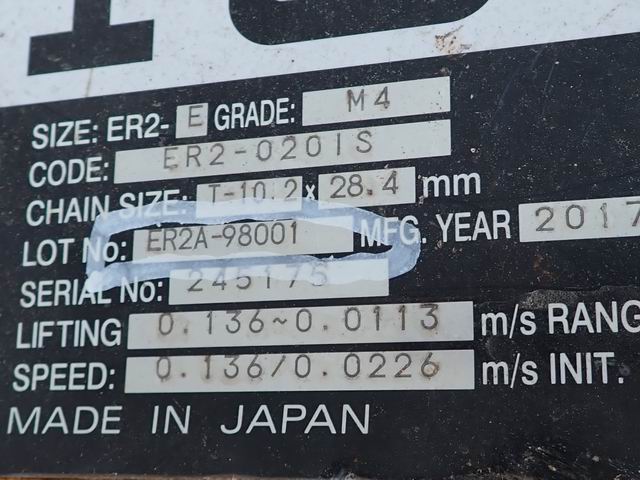 SIZE: ER2- E GRADE: M4
CODE: ER2-020IS
CHAIN SIZE: T-10.2 x 28.4 mm
LOT No: ER2A-98001 MFG. YEAR 2017
SERIAL No: 245175
LIFTING 0.136~0.0113 m/s RANG
SPEED: 0.136/0.0226 m/s INIT.
MADE IN JAPAN